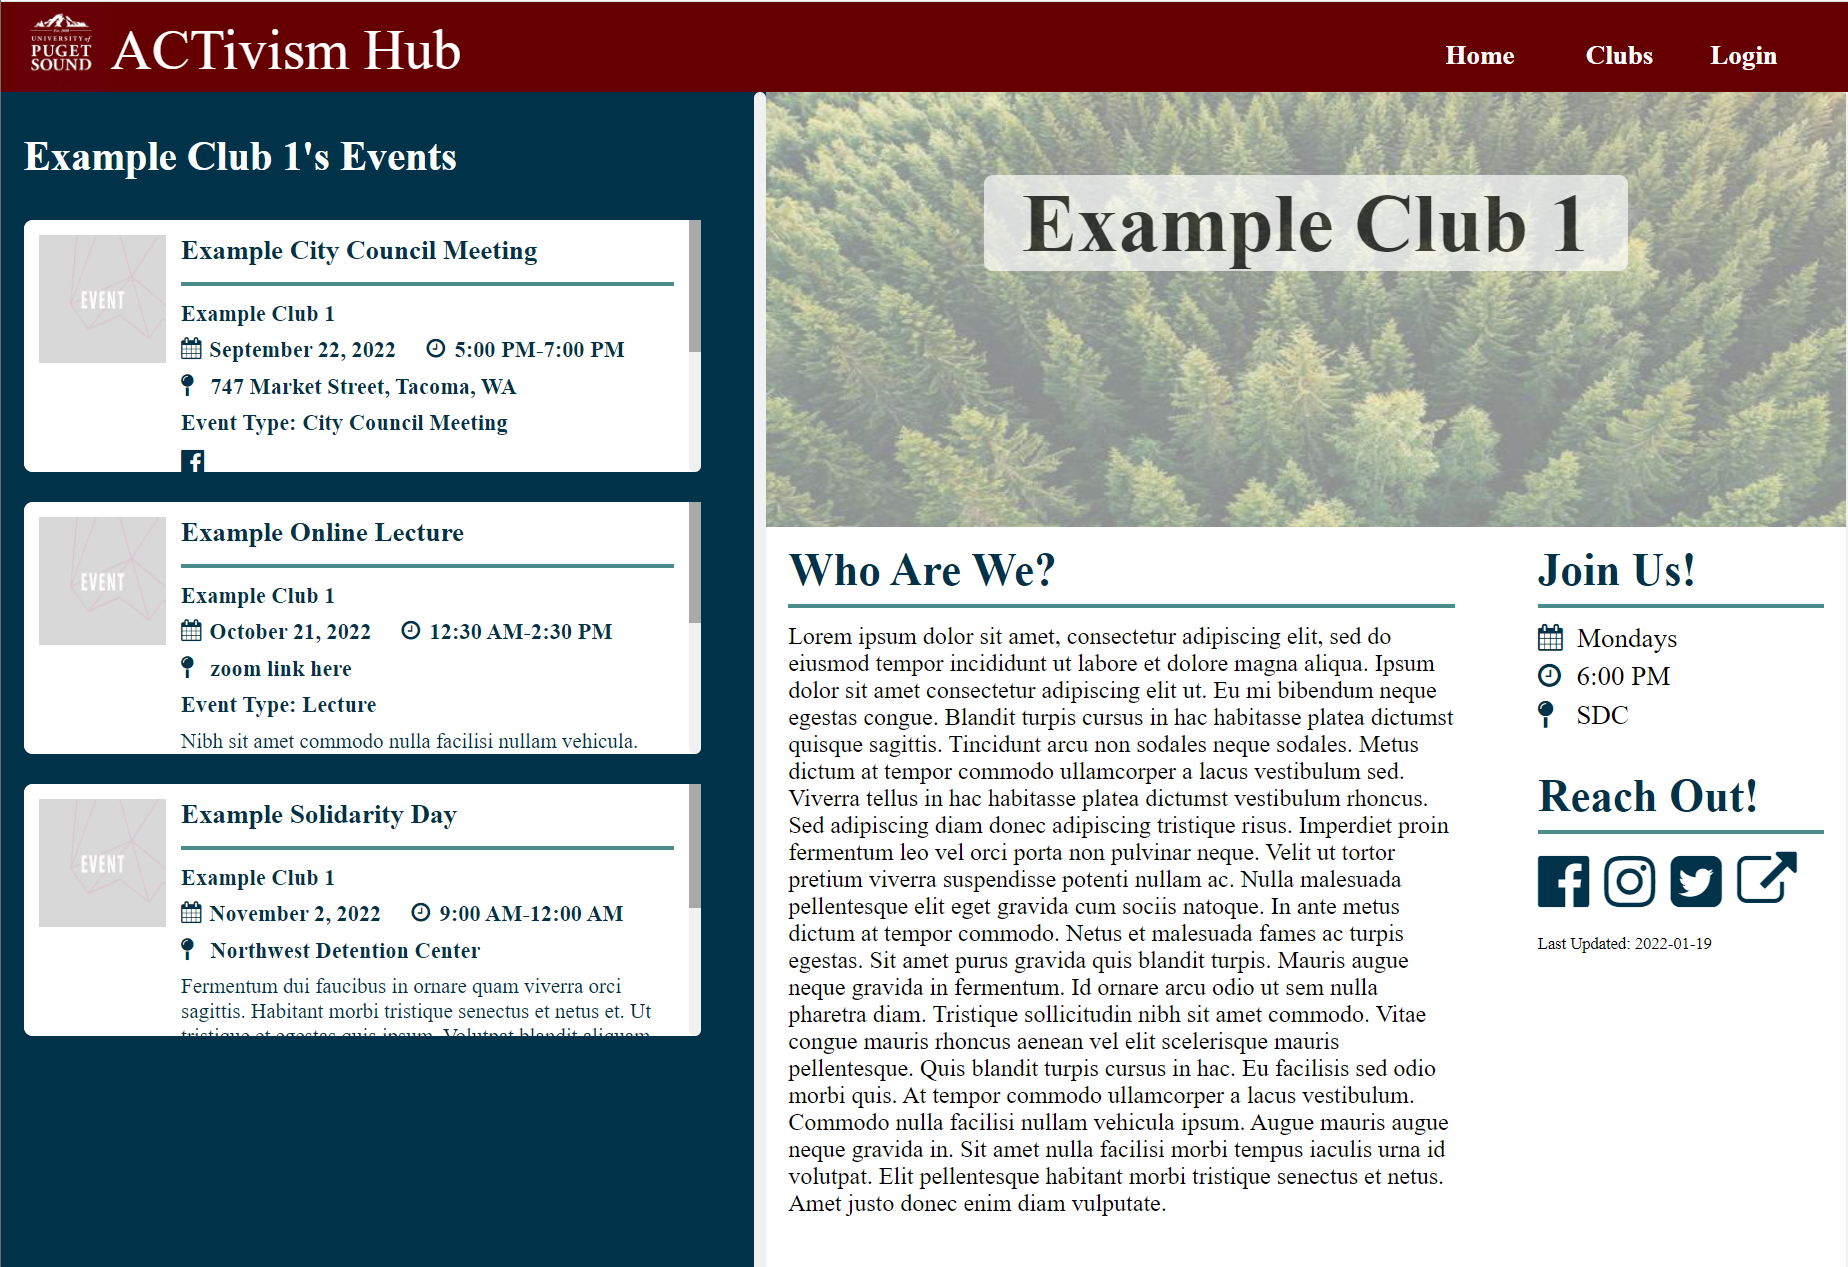 Est. 1888
UNIVERSITY of
PUGET
SOUND
ACTivism Hub
Home Clubs Login
Example Club 1's Events
EVENT
Example City Council Meeting
Example Club 1
September 22, 2022 5:00 PM-7:00 PM
747 Market Street, Tacoma, WA
Event Type: City Council Meeting
EVENT
Example Online Lecture
Example Club 1
October 21, 2022 12:30 AM-2:30 PM
zoom link here
Event Type: Lecture
Nibh sit amet commodo nulla facilisi nullam vehicula.
EVENT
Example Solidarity Day
Example Club 1
November 2, 2022 9:00 AM-12:00 AM
Northwest Detention Center
Fermentum dui faucibus in ornare quam viverra orci
sagittis. Habitant morbi tristique senectus et netus et. Ut
tristique et egestas quis ipsum. Volutpat blandit aliquam
Example Club 1
Who Are We?
Lorem ipsum dolor sit amet, consectetur adipiscing elit, sed do
eiusmod tempor incididunt ut labore et dolore magna aliqua. Ipsum
dolor sit amet consectetur adipiscing elit ut. Eu mi bibendum neque
egestas congue. Blandit turpis cursus in hac habitasse platea dictumst
quisque sagittis. Tincidunt arcu non sodales neque sodales. Metus
dictum at tempor commodo ullamcorper a lacus vestibulum sed.
Viverra tellus in hac habitasse platea dictumst vestibulum rhoncus.
Sed adipiscing diam donec adipiscing tristique risus. Imperdiet proin
fermentum leo vel orci porta non pulvinar neque. Velit ut tortor
pretium viverra suspendisse potenti nullam ac. Nulla malesuada
pellentesque elit eget gravida cum sociis natoque. In ante metus
dictum at tempor commodo. Netus et malesuada fames ac turpis
egestas. Sit amet purus gravida quis blandit turpis. Mauris augue
neque gravida in fermentum. Id ornare arcu odio ut sem nulla
pharetra diam. Tristique sollicitudin nibh sit amet commodo. Vitae
congue mauris rhoncus aenean vel elit scelerisque mauris
pellentesque. Quis blandit turpis cursus in hac. Eu facilisis sed odio
morbi quis. At tempor commodo ullamcorper a lacus vestibulum.
Commodo nulla facilisi nullam vehicula ipsum. Augue mauris augue
neque gravida in. Sit amet nulla facilisi morbi tempus iaculis urna id
volutpat. Elit pellentesque habitant morbi tristique senectus et netus.
Amet justo donec enim diam vulputate.
Join Us!
Mondays
6:00 PM
SDC
Reach Out!
Last Updated: 2022-01-19